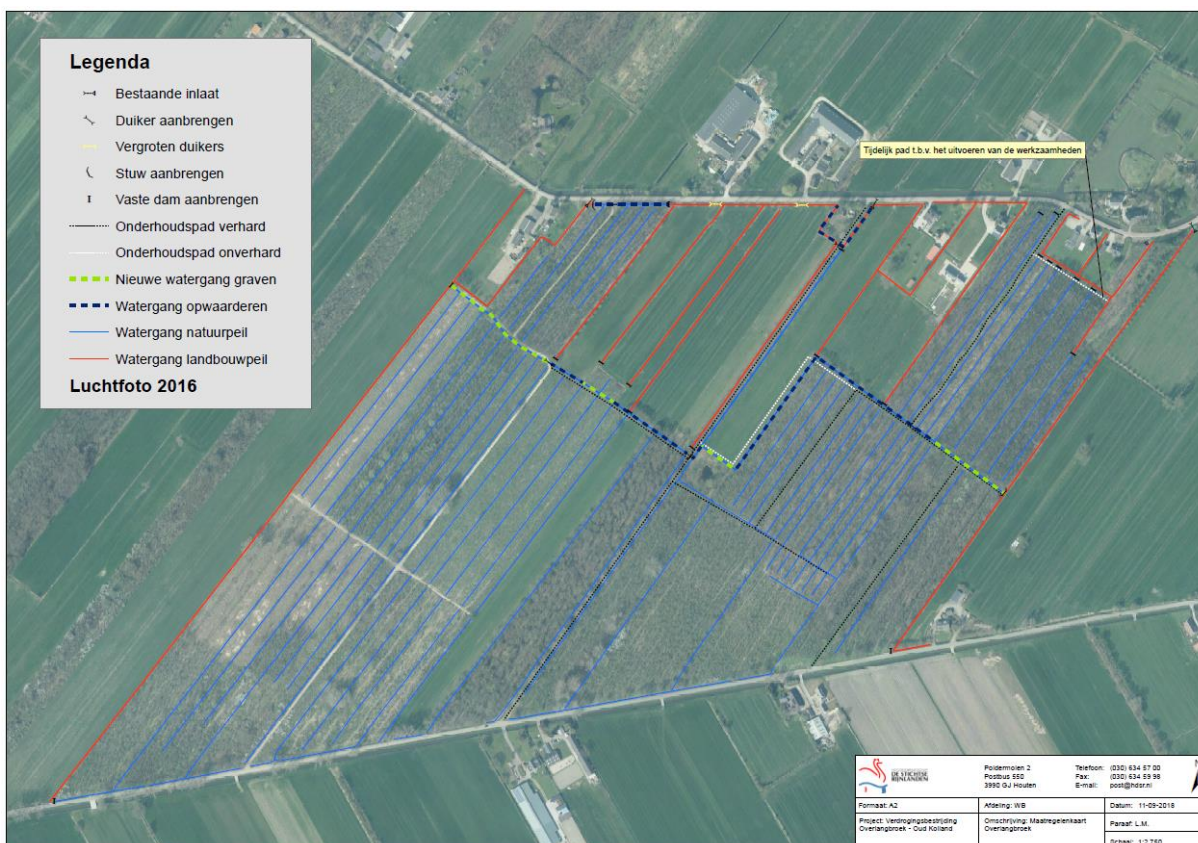 Legenda
Bestaande inlaat
Duiker aanbrengen
Vergroten duikers
Stuw aanbrengen
Vaste dam aanbrengen
Onderhoudspad verhard
Onderhoudspad onverhard
Nieuwe watergang graven
Watergang opwaarderen
Watergang natuurpeil
Watergang landbouwpeil
Luchtfoto 2016
Tijdelijk pad t.b.v. het uitvoeren van de werkzaamheden
DE STICHTSE
RIJNLANDEN
Poldermolen 2
Postbus 550
3990 GJ Houten
Telefoon: (030) 634 57 00
Fax: (030) 634 59 98
E-mail: post@hdsr.nl
Formaat: A2
Afdeling: WB
Datum: 11-09-2018
Project: Verdrogingsbestrijding
Overlangbroek - Oud Kolland
Omschrijving: Maatregelenkaart
Overlangbroek
Paraaf: L.M.
Schaal: 1:2.750